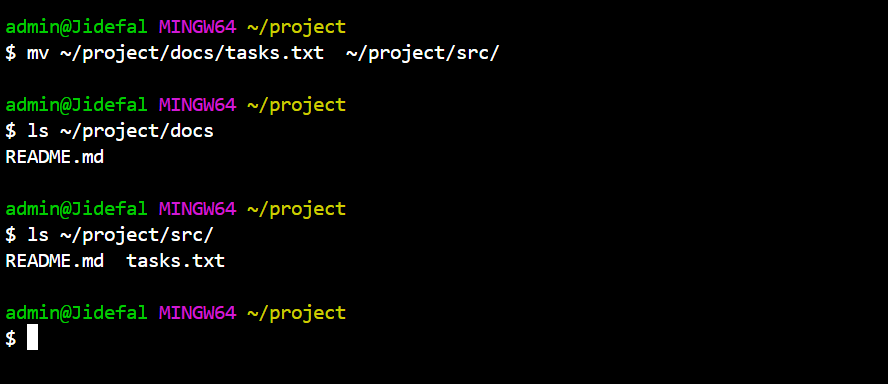 admin@Jidefal MINGW64 ~/project
$ mv ~/project/docs/tasks.txt  ~/project/src/
admin@Jidefal MINGW64 ~/project
$ ls ~/project/docs
README.md
admin@Jidefal MINGW64 ~/project
$ ls ~/project/src/
README.md  tasks.txt
admin@Jidefal MINGW64 ~/project
$